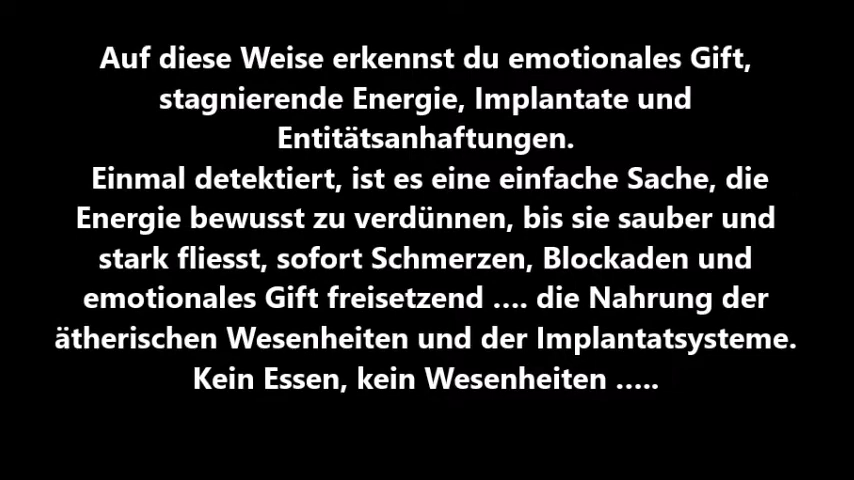 Auf diese Weise erkennst du emotionales Gift,
stagnierende Energie, Implantate und
Entitätsanhaftungen.
Einmal detektiert, ist es eine einfache Sache, die
Energie bewusst zu verdünnen, bis sie sauber und
stark fliesst, sofort Schmerzen, Blockaden und
emotionales Gift freisetzend …. die Nahrung der
ätherischen Wesenheiten und der Implantatsysteme.
Kein Essen, kein Wesenheiten …..